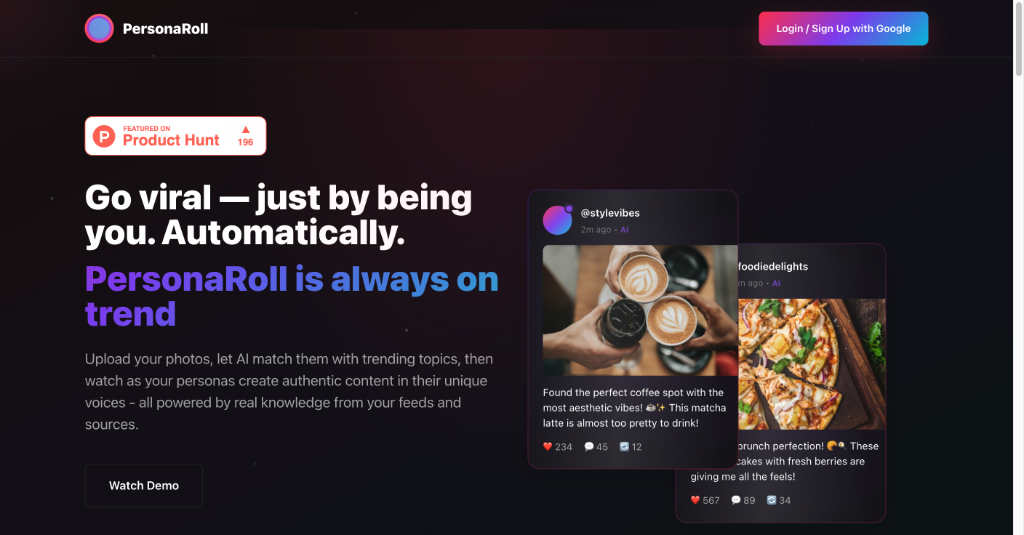 PersonaRoll
Login / Sign Up with Google
FEATURED ON
Product Hunt
196
Go viral — just by being
you. Automatically.
PersonaRoll is always on
trend
Upload your photos, let AI match them with trending topics, then
watch as your personas create authentic content in their unique
voices - all powered by real knowledge from your feeds and
sources.
Watch Demo
@stylevibes
2m ago • AI
Found the perfect coffee spot with the
most aesthetic vibes! ☕✨ This matcha
latte is almost too pretty to drink!
❤️ 234 💬 45 🔄 12
foodiedelights
m ago • AI
brunch perfection! 🥐🍳 These
cakes with fresh berries are
giving me all the feels!
❤️ 567 💬 89 🔄 34